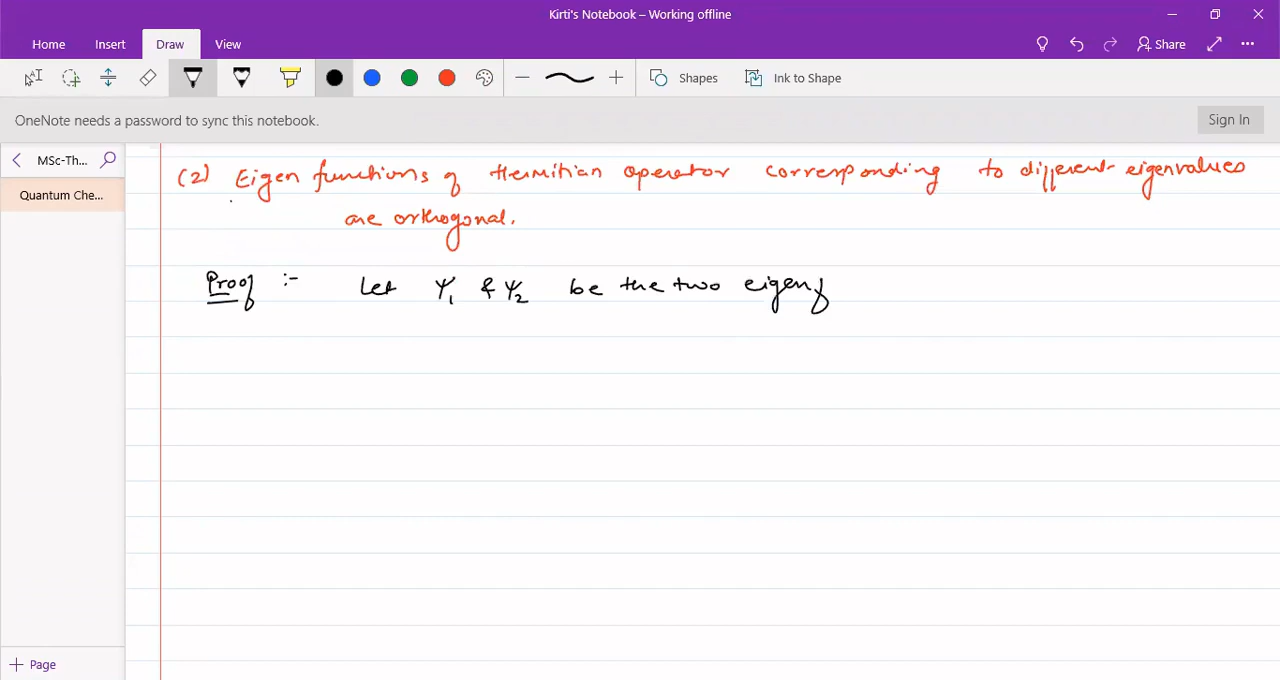 Kirti's Notebook – Working offline
Home Insert Draw View Share
Shapes Ink to Shape
OneNote needs a password to sync this notebook. Sign In
MSc-Th...
Quantum Che...
(2) Eigen functions of Hermitian operator corresponding to different eigenvalues
are orthogonal.
Proof :- Let Ψ₁ & Ψ₂ be the two eigenf
+ Page